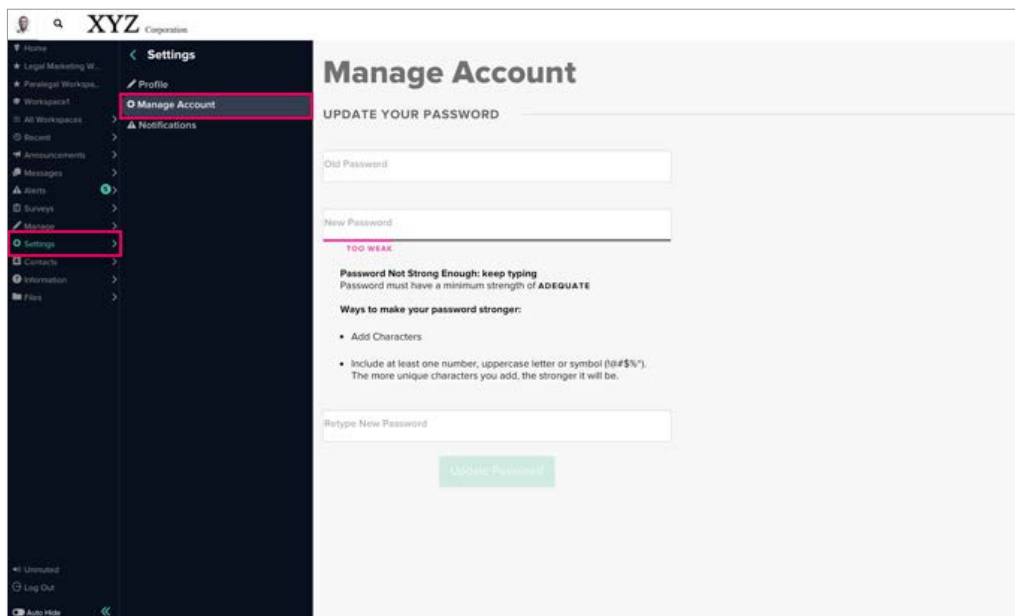 XYZ Corporation
Home
Legal Marketing W...
Paralegal Workspa...
Workspace1
All Workspaces
Recent
Announcements
Messages
Alerts 5
Surveys
Manage
Settings
Contacts
Information
Files
Unmuted
Log Out
Auto Hide
Settings
Profile
Manage Account
Notifications
Manage Account
UPDATE YOUR PASSWORD
Old Password
New Password
TOO WEAK
Password Not Strong Enough: keep typing
Password must have a minimum strength of ADEQUATE
Ways to make your password stronger:
• Add Characters
• Include at least one number, uppercase letter or symbol (!@#$%^).
The more unique characters you add, the stronger it will be.
Retype New Password
Update Password